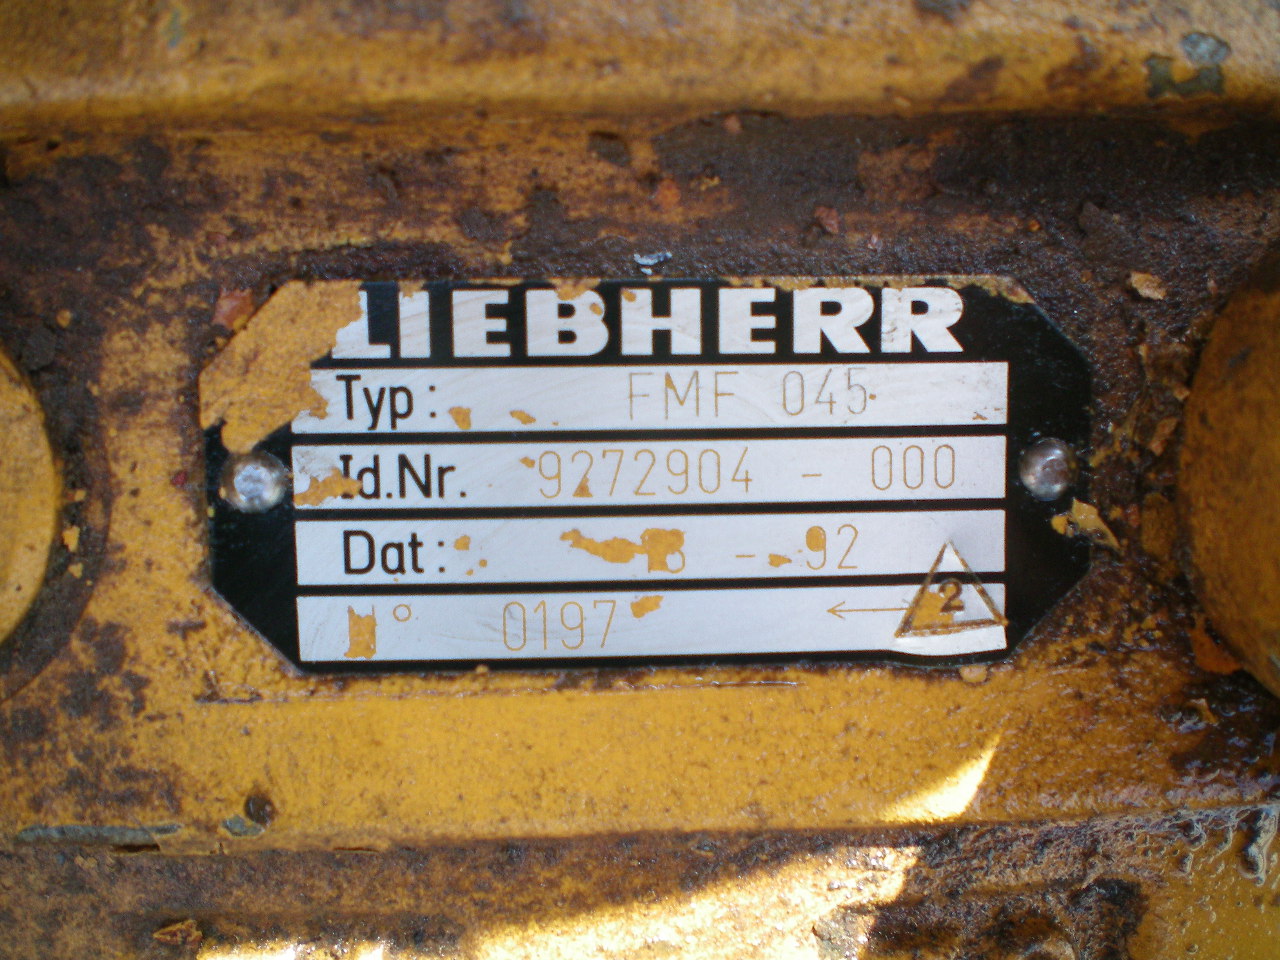 LIEBHERR
Typ: FMF 045
Id.Nr. 9272904 - 000
Dat: - 92
N° 0197 ← 2